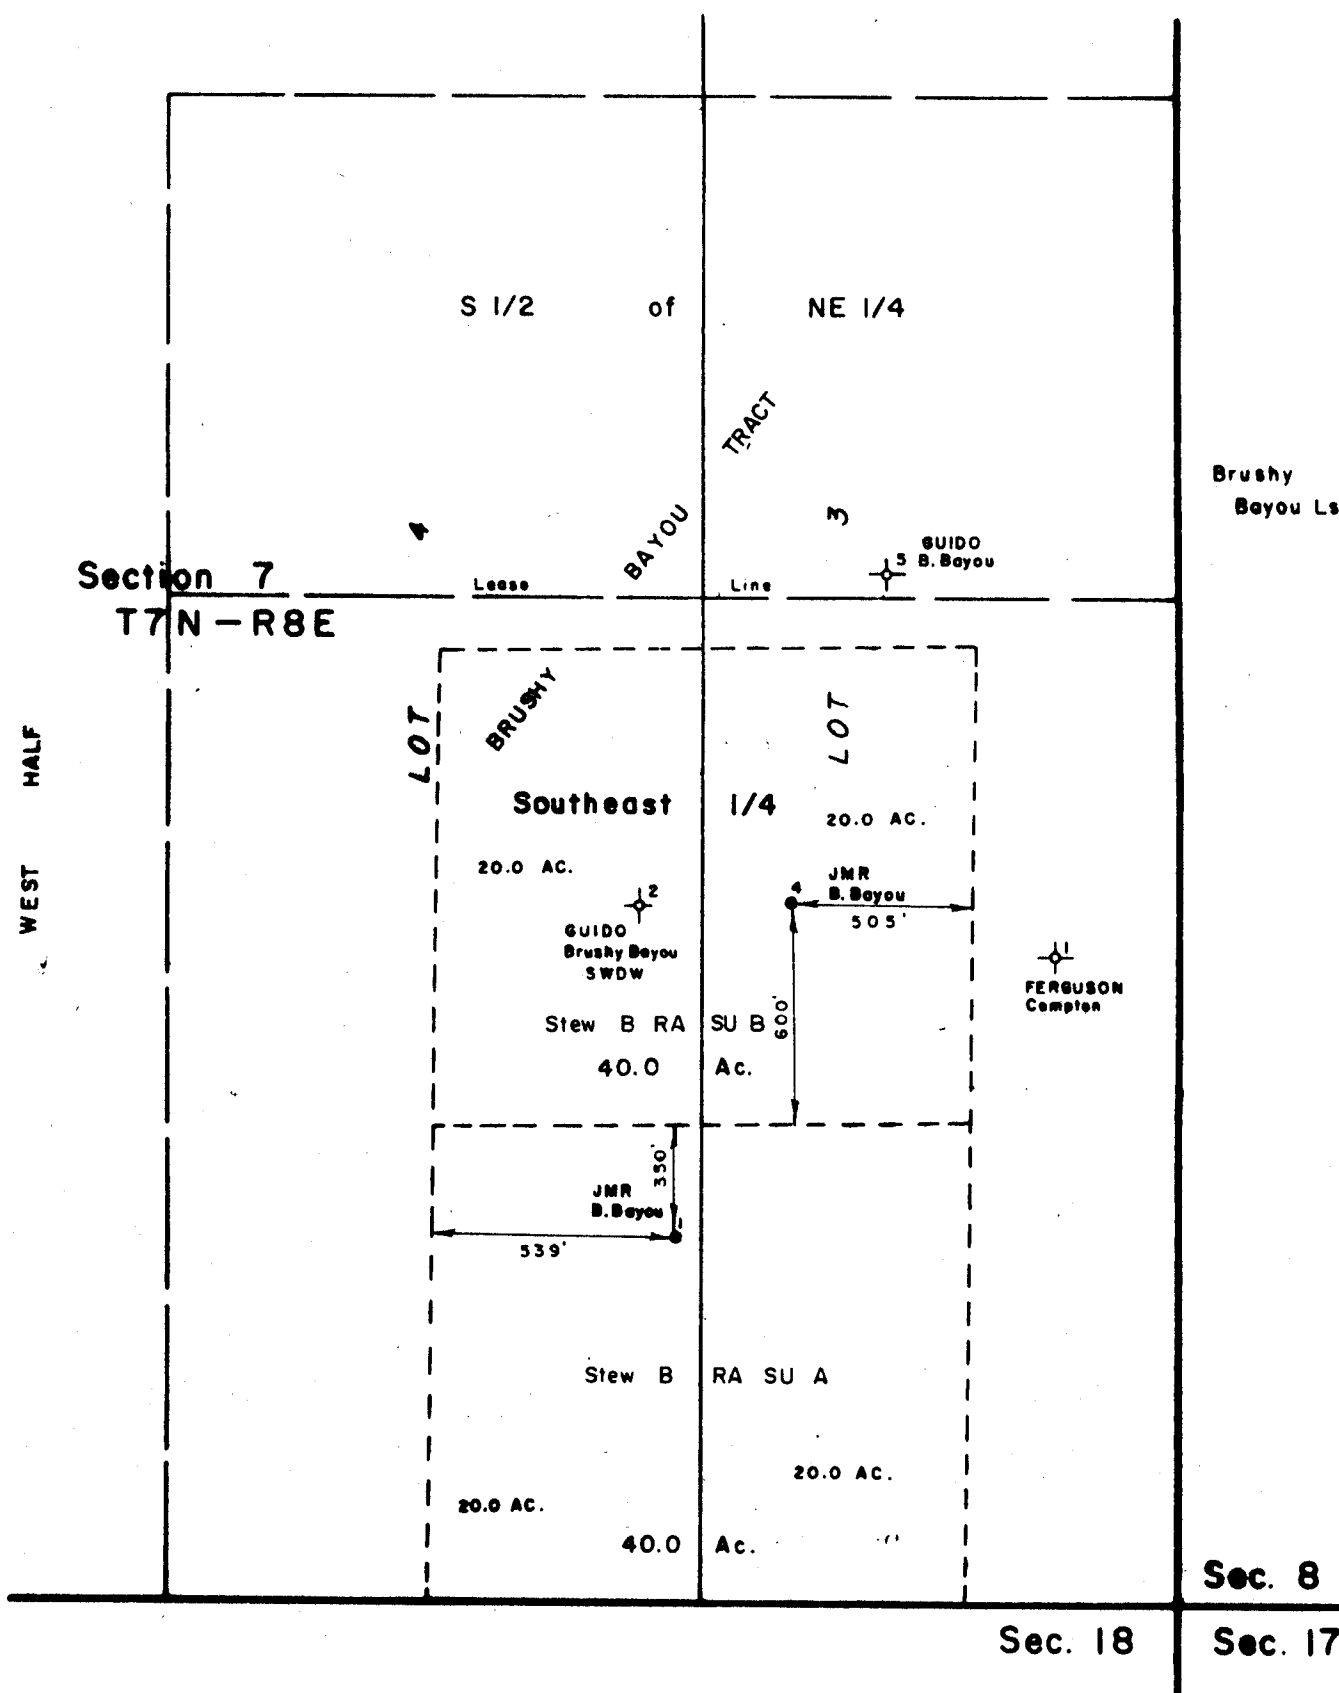 S 1/2 of NE 1/4
TRACT
BAYOU
BRUSHY
Brushy
Bayou Ls
4
3
GUIDO
5 B. Bayou
Section 7
Lease Line
T7N-R8E
WEST HALF
LOT
LOT
Southeast 1/4
20.0 AC.
20.0 AC.
2
GUIDO
Brushy Bayou
SWDW
4
JMR
B. Bayou
505'
600'
1
FERGUSON
Compton
Stew B RA SU B
40.0 Ac.
350'
JMR
B. Bayou
1
539'
Stew B RA SU A
20.0 AC.
20.0 AC.
40.0 Ac.
Sec. 8
Sec. 18
Sec. 17